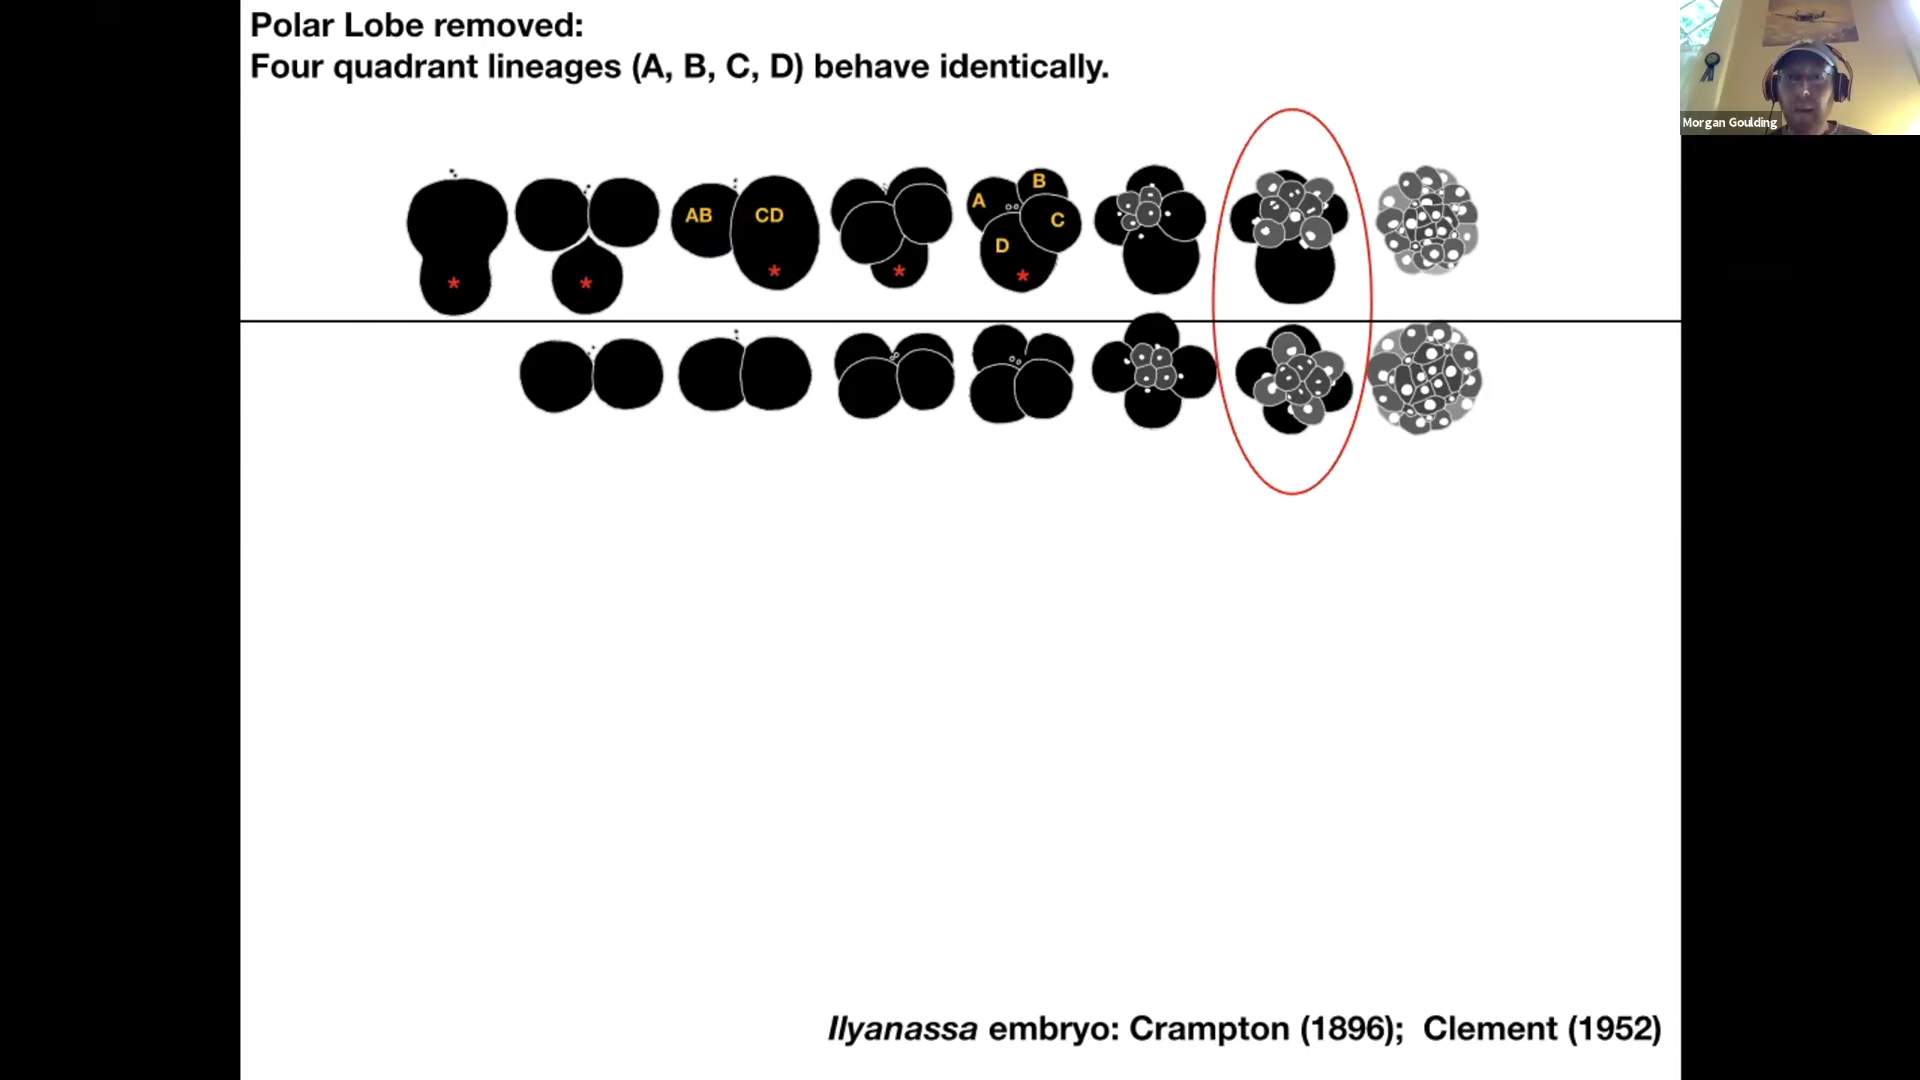 Polar Lobe removed:
Four quadrant lineages (A, B, C, D) behave identically.
Morgan Goulding
AB
CD
A
B
C
D
*
*
*
*
*
Ilyanassa embryo: Crampton (1896);  Clement (1952)